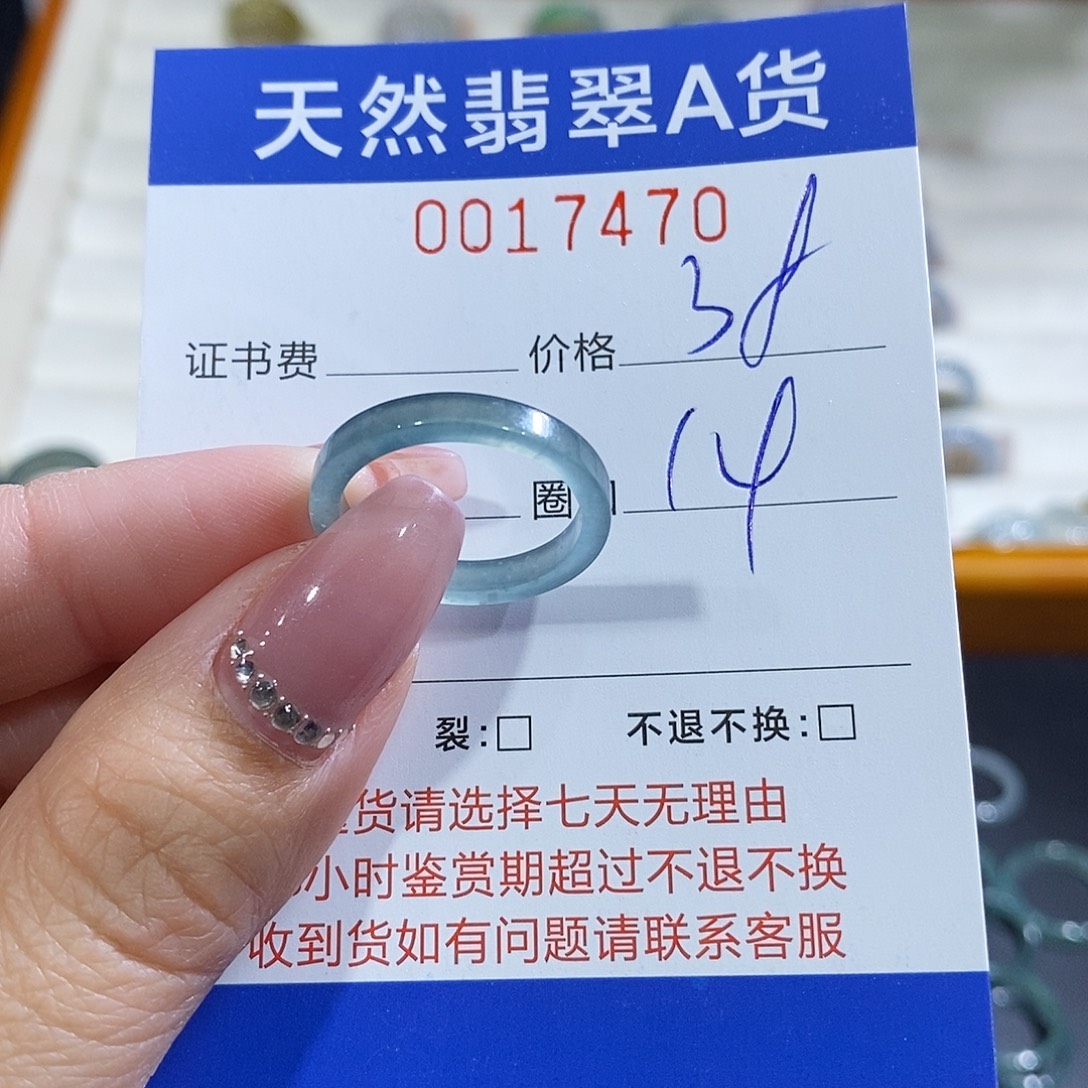 天然翡翠A货
0017470
证书费 价格 38
圈 14
裂:□ 不退不换:□
货请选择七天无理由
小时鉴赏期超过不退不换
收到货如有问题请联系客服